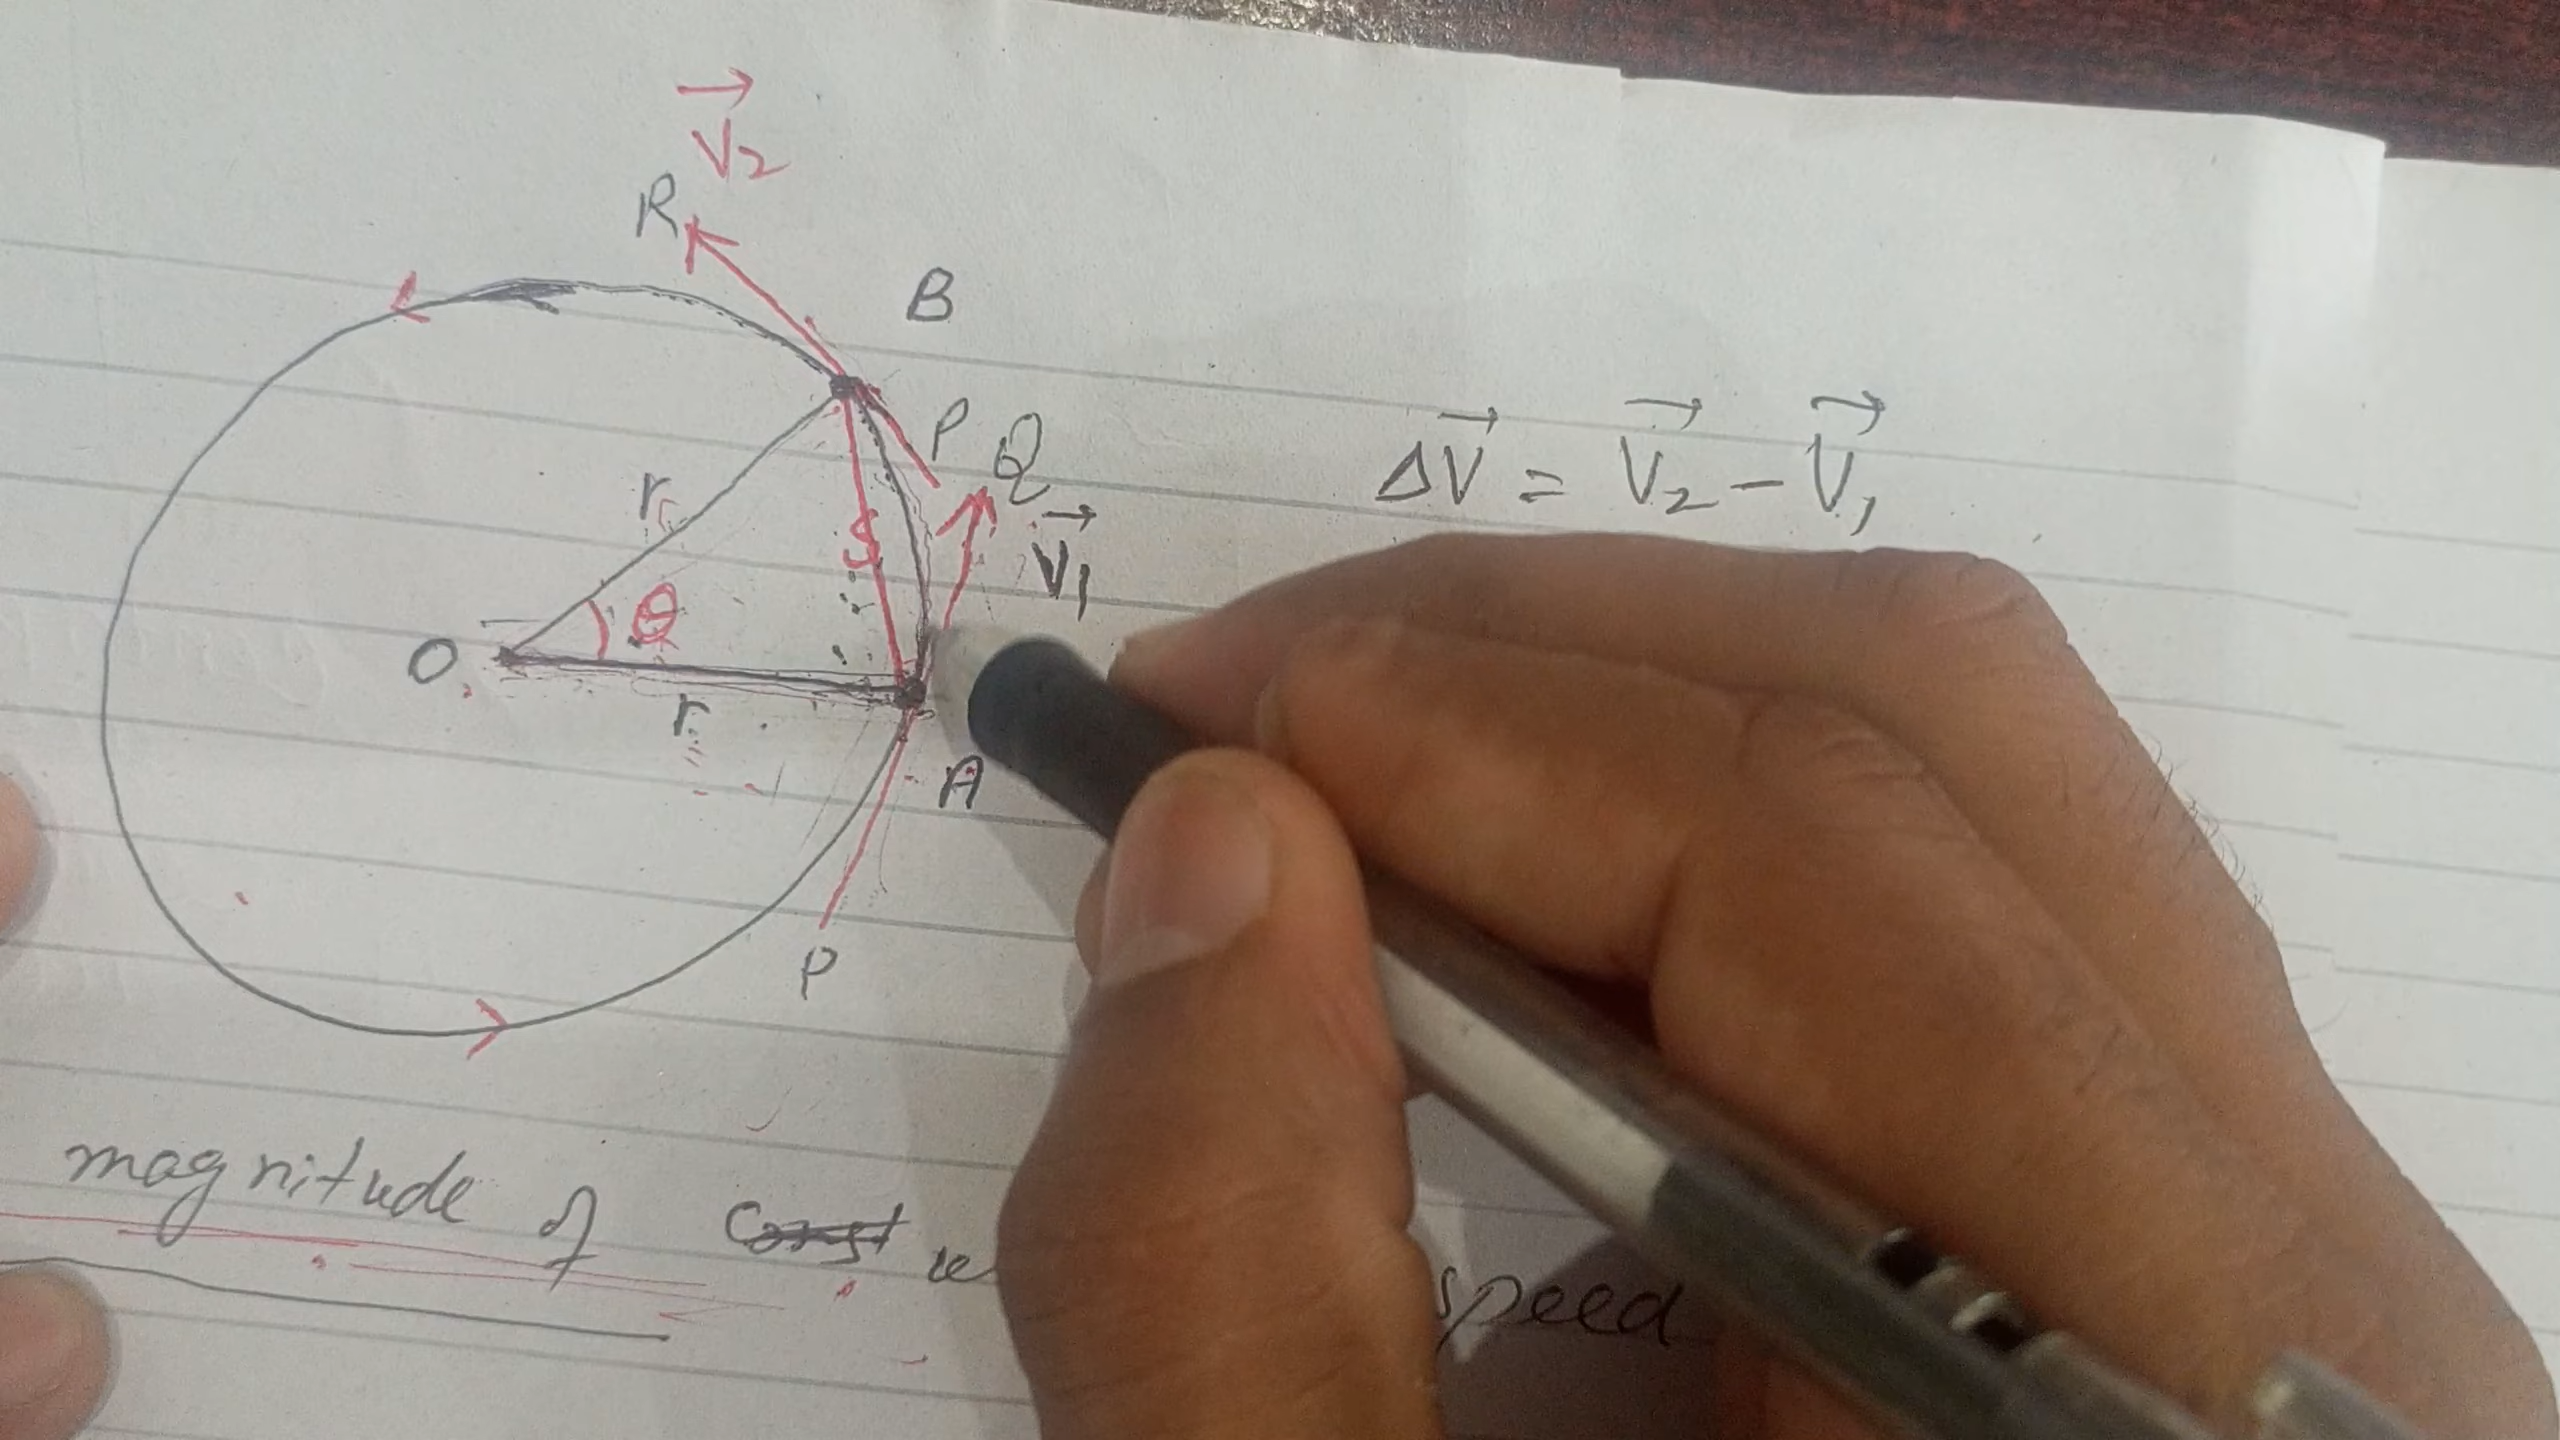 V₂
R
B
P
Q
ΔV = V₂ - V₁
r
S
V₁
θ
O
r
A
P
magnitude of speed